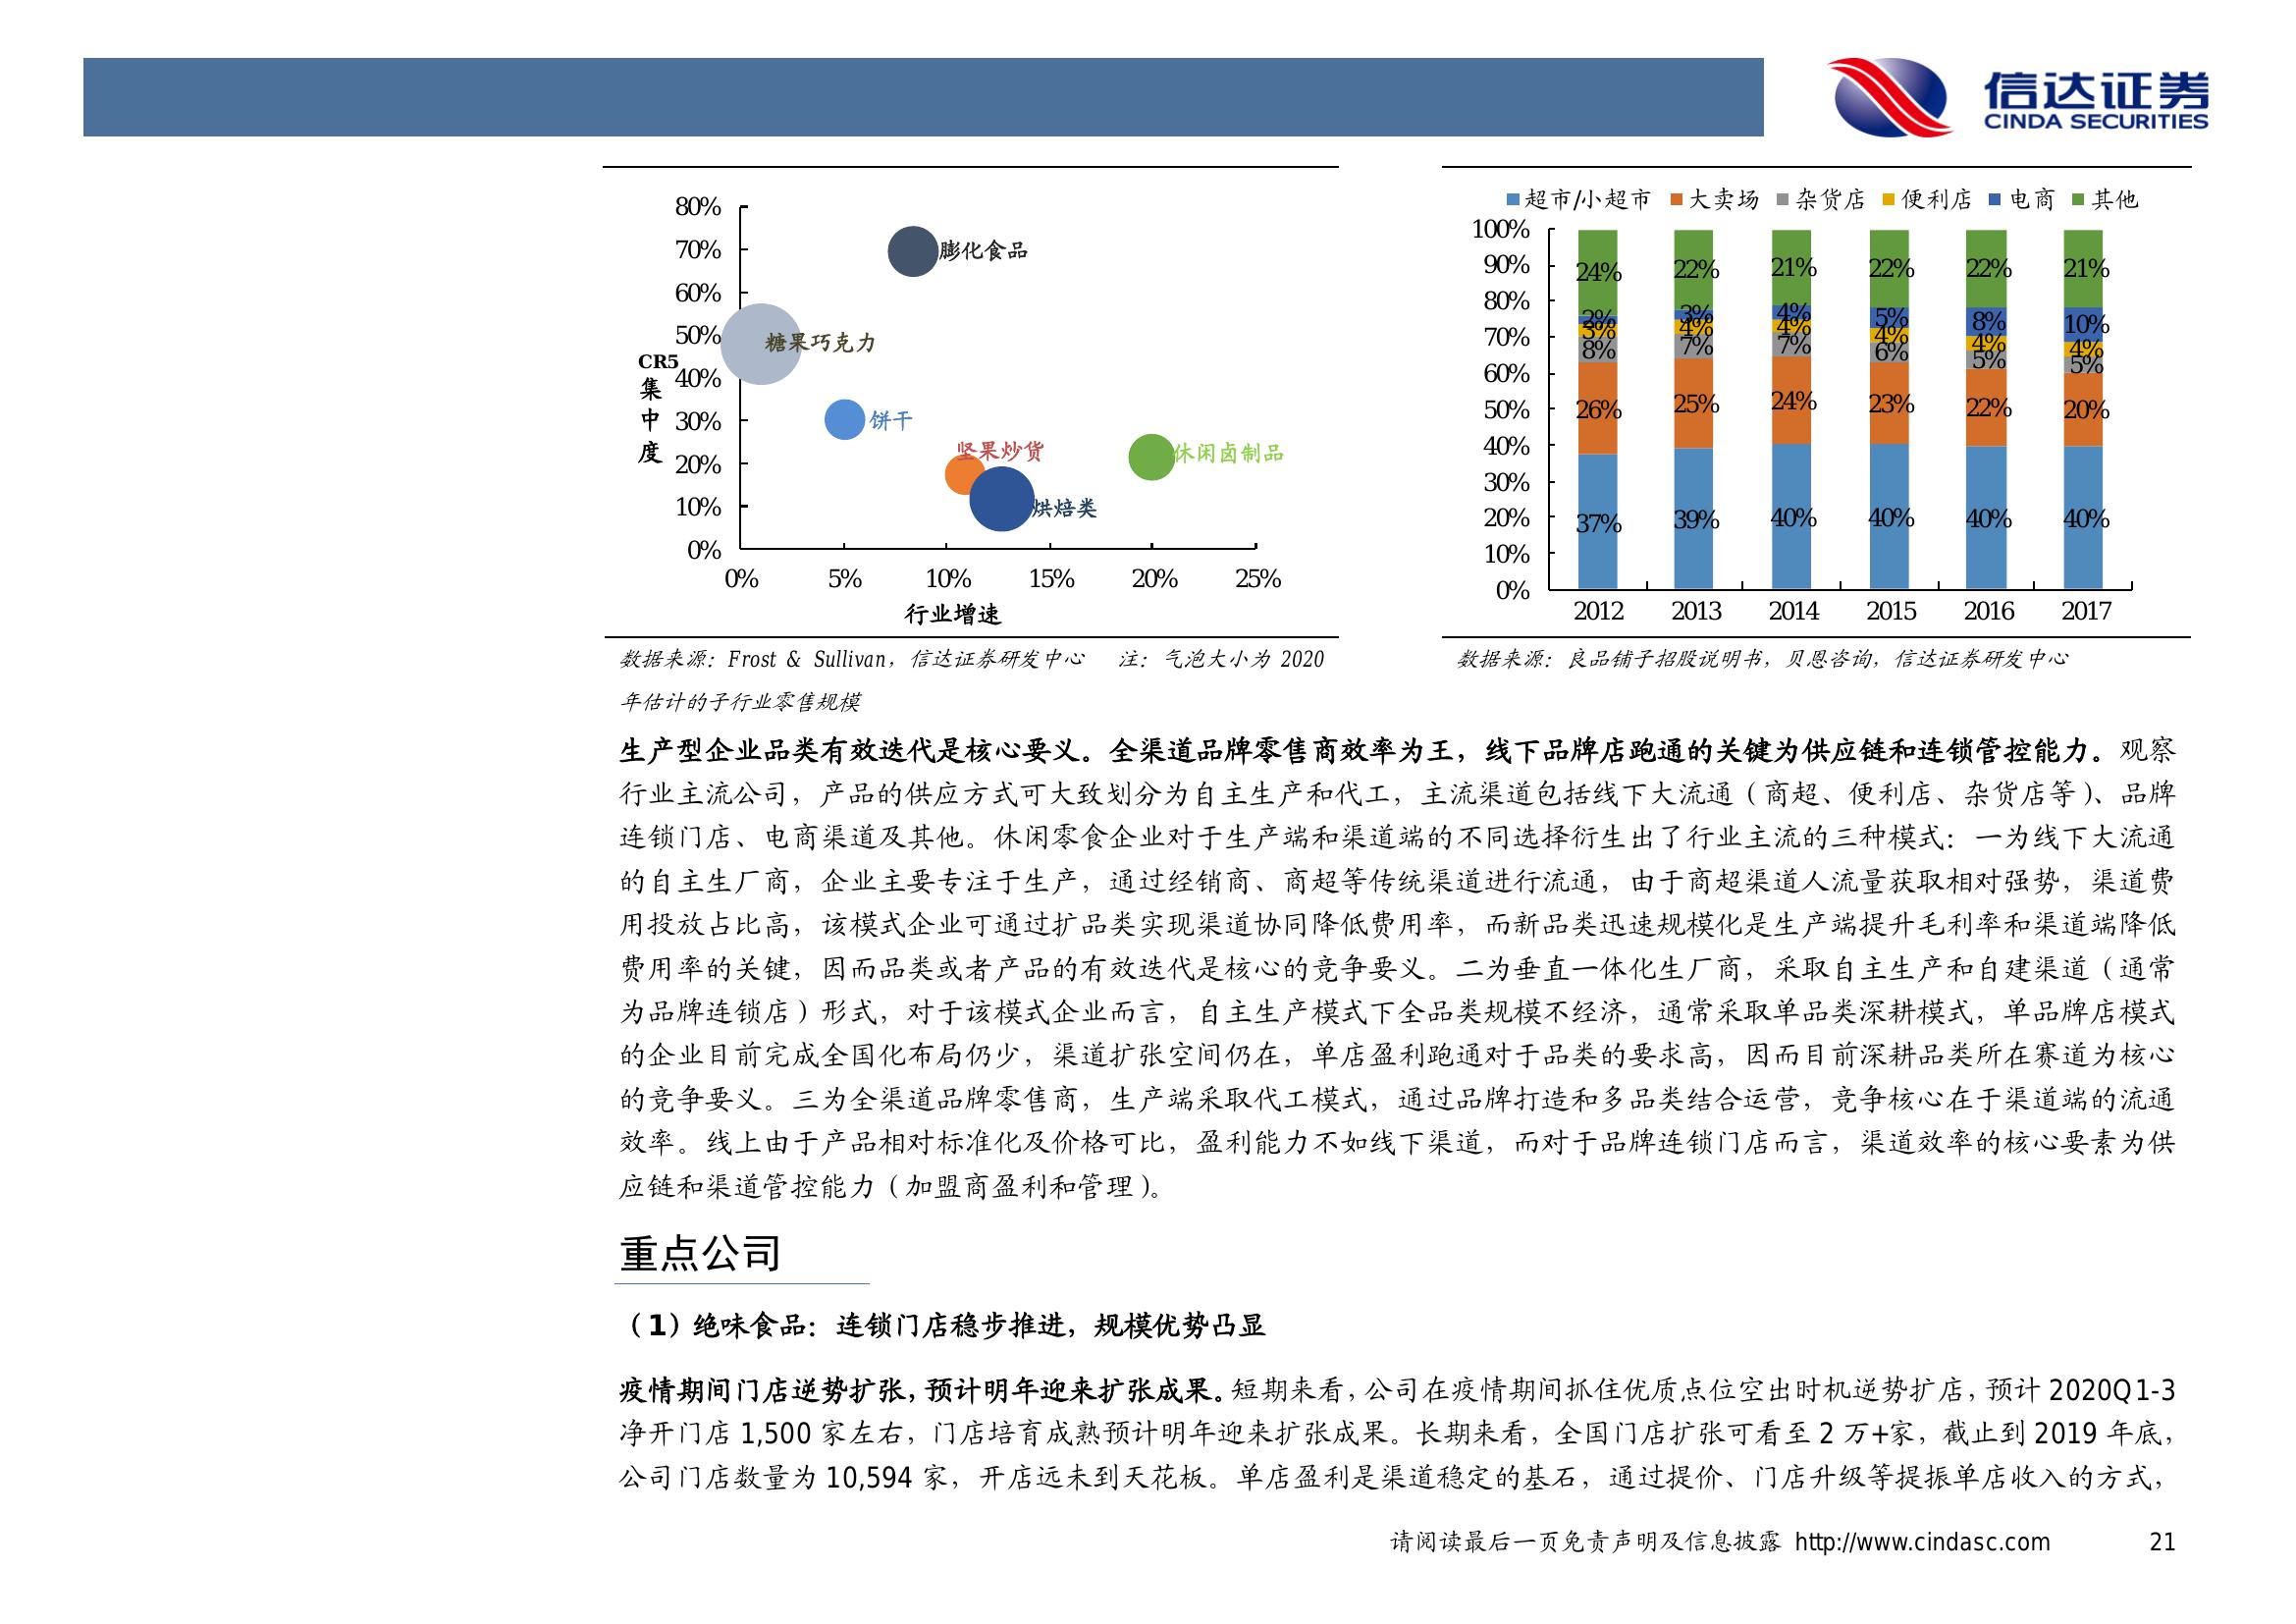 信达证券
CINDA SECURITIES
80%
70%
60%
50%
40%
30%
20%
10%
0%
CR5
集
中
度
膨化食品
糖果巧克力
饼干
坚果炒货
烘焙类
休闲卤制品
0% 5% 10% 15% 20% 25%
行业增速
超市/小超市 大卖场 杂货店 便利店 电商 其他
100%
90%
80%
70%
60%
50%
40%
30%
20%
10%
0%
24% 22% 21% 22% 22% 21%
2% 3% 4% 5% 8% 10%
3% 4% 4% 4% 4% 4%
8% 7% 7% 6% 5% 5%
26% 25% 24% 23% 22% 20%
37% 39% 40% 40% 40% 40%
2012 2013 2014 2015 2016 2017
数据来源：Frost & Sullivan，信达证券研发中心 注：气泡大小为 2020
年估计的子行业零售规模
数据来源：良品铺子招股说明书，贝恩咨询，信达证券研发中心
生产型企业品类有效迭代是核心要义。全渠道品牌零售商效率为王，线下品牌店跑通的关键为供应链和连锁管控能力。观察
行业主流公司，产品的供应方式可大致划分为自主生产和代工，主流渠道包括线下大流通（商超、便利店、杂货店等）、品牌
连锁门店、电商渠道及其他。休闲零食企业对于生产端和渠道端的不同选择衍生出了行业主流的三种模式：一为线下大流通
的自主生厂商，企业主要专注于生产，通过经销商、商超等传统渠道进行流通，由于商超渠道人流量获取相对强势，渠道费
用投放占比高，该模式企业可通过扩品类实现渠道协同降低费用率，而新品类迅速规模化是生产端提升毛利率和渠道端降低
费用率的关键，因而品类或者产品的有效迭代是核心的竞争要义。二为垂直一体化生厂商，采取自主生产和自建渠道（通常
为品牌连锁店）形式，对于该模式企业而言，自主生产模式下全品类规模不经济，通常采取单品类深耕模式，单品牌店模式
的企业目前完成全国化布局仍少，渠道扩张空间仍在，单店盈利跑通对于品类的要求高，因而目前深耕品类所在赛道为核心
的竞争要义。三为全渠道品牌零售商，生产端采取代工模式，通过品牌打造和多品类结合运营，竞争核心在于渠道端的流通
效率。线上由于产品相对标准化及价格可比，盈利能力不如线下渠道，而对于品牌连锁门店而言，渠道效率的核心要素为供
应链和渠道管控能力（加盟商盈利和管理）。
重点公司
（1）绝味食品：连锁门店稳步推进，规模优势凸显
疫情期间门店逆势扩张，预计明年迎来扩张成果。短期来看，公司在疫情期间抓住优质点位空出时机逆势扩店，预计 2020Q1-3
净开门店 1,500 家左右，门店培育成熟预计明年迎来扩张成果。长期来看，全国门店扩张可看至 2 万+家，截止到 2019 年底，
公司门店数量为 10,594 家，开店远未到天花板。单店盈利是渠道稳定的基石，通过提价、门店升级等提振单店收入的方式，
请阅读最后一页免责声明及信息披露 http://www.cindasc.com 21